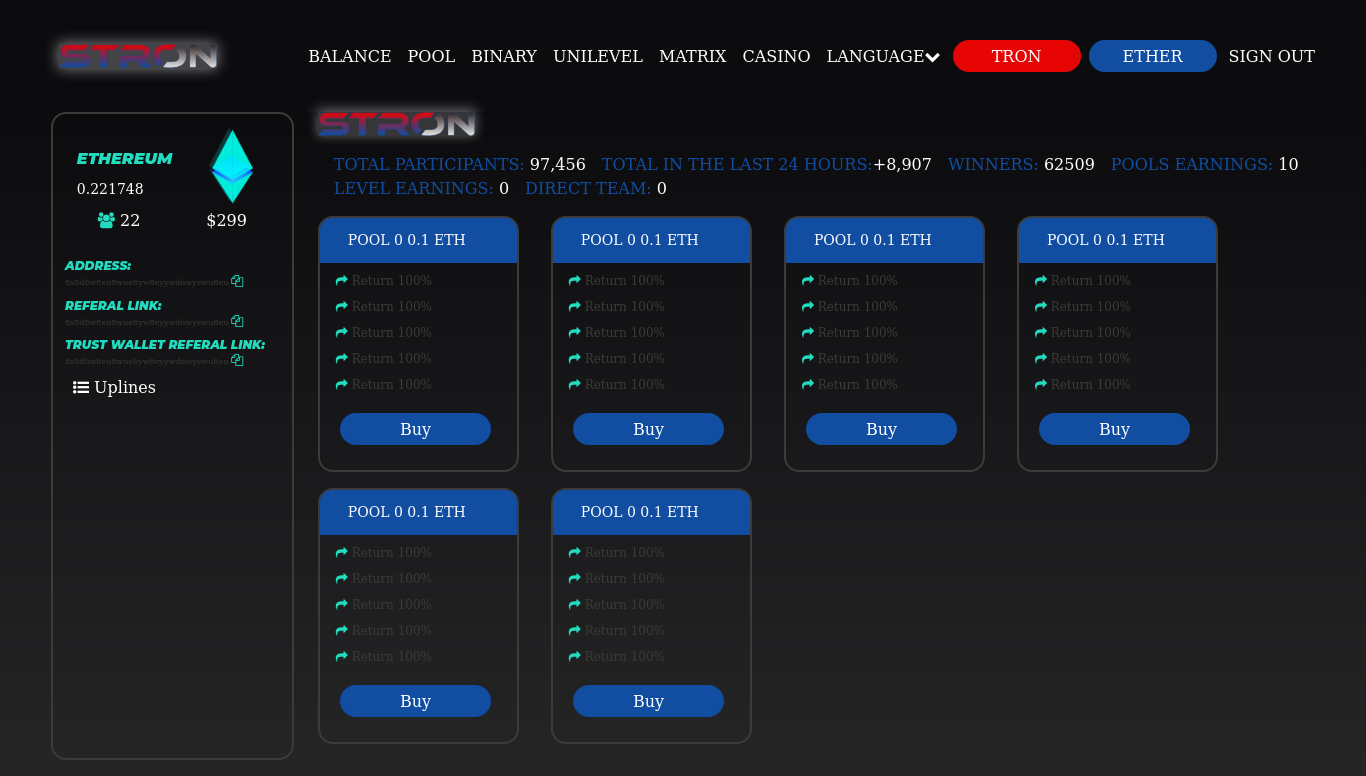 STRON
BALANCE POOL BINARY UNILEVEL MATRIX CASINO LANGUAGE TRON ETHER SIGN OUT
ETHEREUM
0.221748
22 $299
ADDRESS:
REFERAL LINK:
TRUST WALLET REFERAL LINK:
Uplines
STRON
TOTAL PARTICIPANTS: 97,456 TOTAL IN THE LAST 24 HOURS:+8,907 WINNERS: 62509 POOLS EARNINGS: 10
LEVEL EARNINGS: 0 DIRECT TEAM: 0
POOL 0 0.1 ETH
Return 100%
Return 100%
Return 100%
Return 100%
Return 100%
Buy
POOL 0 0.1 ETH
Return 100%
Return 100%
Return 100%
Return 100%
Return 100%
Buy
POOL 0 0.1 ETH
Return 100%
Return 100%
Return 100%
Return 100%
Return 100%
Buy
POOL 0 0.1 ETH
Return 100%
Return 100%
Return 100%
Return 100%
Return 100%
Buy
POOL 0 0.1 ETH
Return 100%
Return 100%
Return 100%
Return 100%
Return 100%
Buy
POOL 0 0.1 ETH
Return 100%
Return 100%
Return 100%
Return 100%
Return 100%
Buy